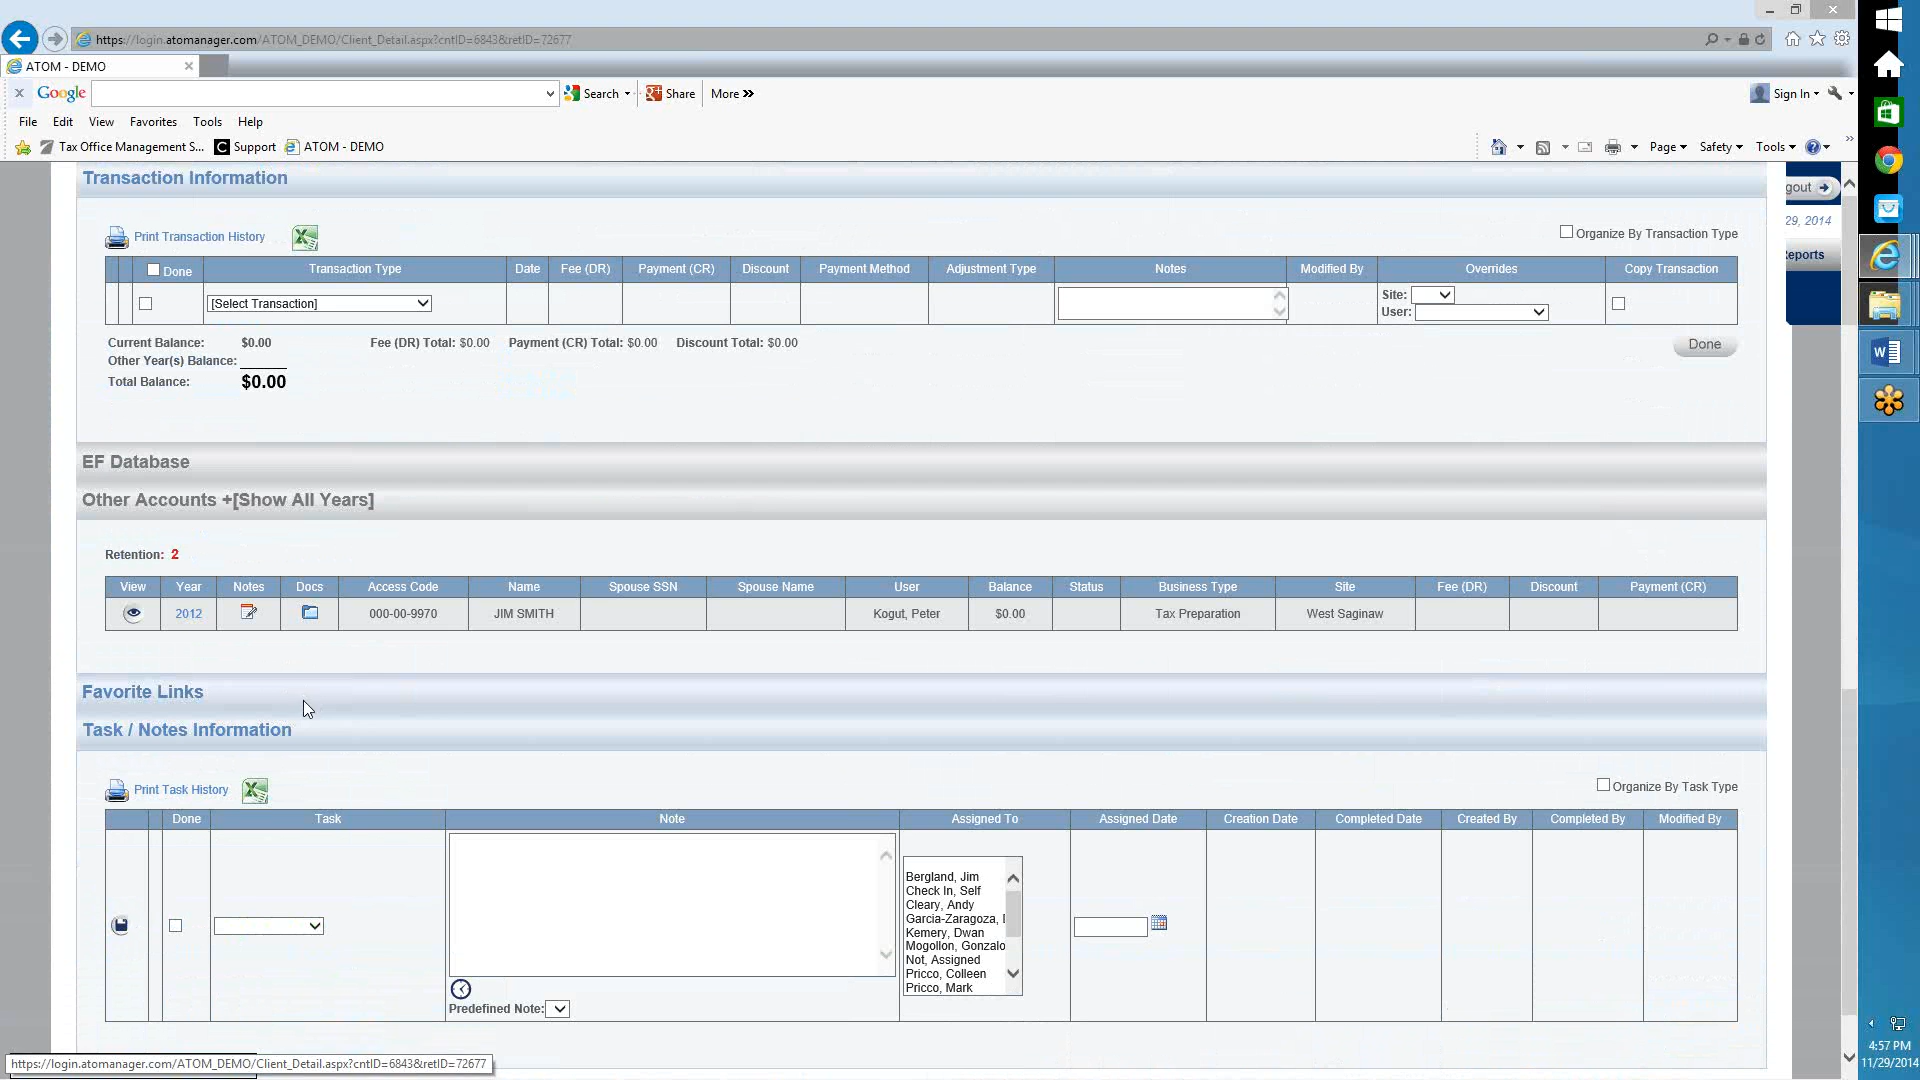 https://login.atomanager.com/ATOM_DEMO/Client_Detail.aspx?cntID=6843&retID=72677
ATOM - DEMO
Google Search Share More » Sign In
File Edit View Favorites Tools Help
Tax Office Management S... C Support ATOM - DEMO Page Safety Tools
Transaction Information
gout
29, 2014
eports
Print Transaction History Organize By Transaction Type
Done Transaction Type Date Fee (DR) Payment (CR) Discount Payment Method Adjustment Type Notes Modified By Overrides Copy Transaction
[Select Transaction] Site:
User:
Current Balance: $0.00 Fee (DR) Total: $0.00 Payment (CR) Total: $0.00 Discount Total: $0.00 Done
Other Year(s) Balance:
Total Balance: $0.00
EF Database
Other Accounts +[Show All Years]
Retention: 2
View Year Notes Docs Access Code Name Spouse SSN Spouse Name User Balance Status Business Type Site Fee (DR) Discount Payment (CR)
2012 000-00-9970 JIM SMITH Kogut, Peter $0.00 Tax Preparation West Saginaw
Favorite Links
Task / Notes Information
Print Task History Organize By Task Type
Done Task Note Assigned To Assigned Date Creation Date Completed Date Created By Completed By Modified By
Bergland, Jim
Check In, Self
Cleary, Andy
Garcia-Zaragoza,
Kemery, Dwan
Mogollon, Gonzalo
Not, Assigned
Pricco, Colleen
Pricco, Mark
Predefined Note:
https://login.atomanager.com/ATOM_DEMO/Client_Detail.aspx?cntID=6843&retID=72677
4:57 PM
11/29/2014